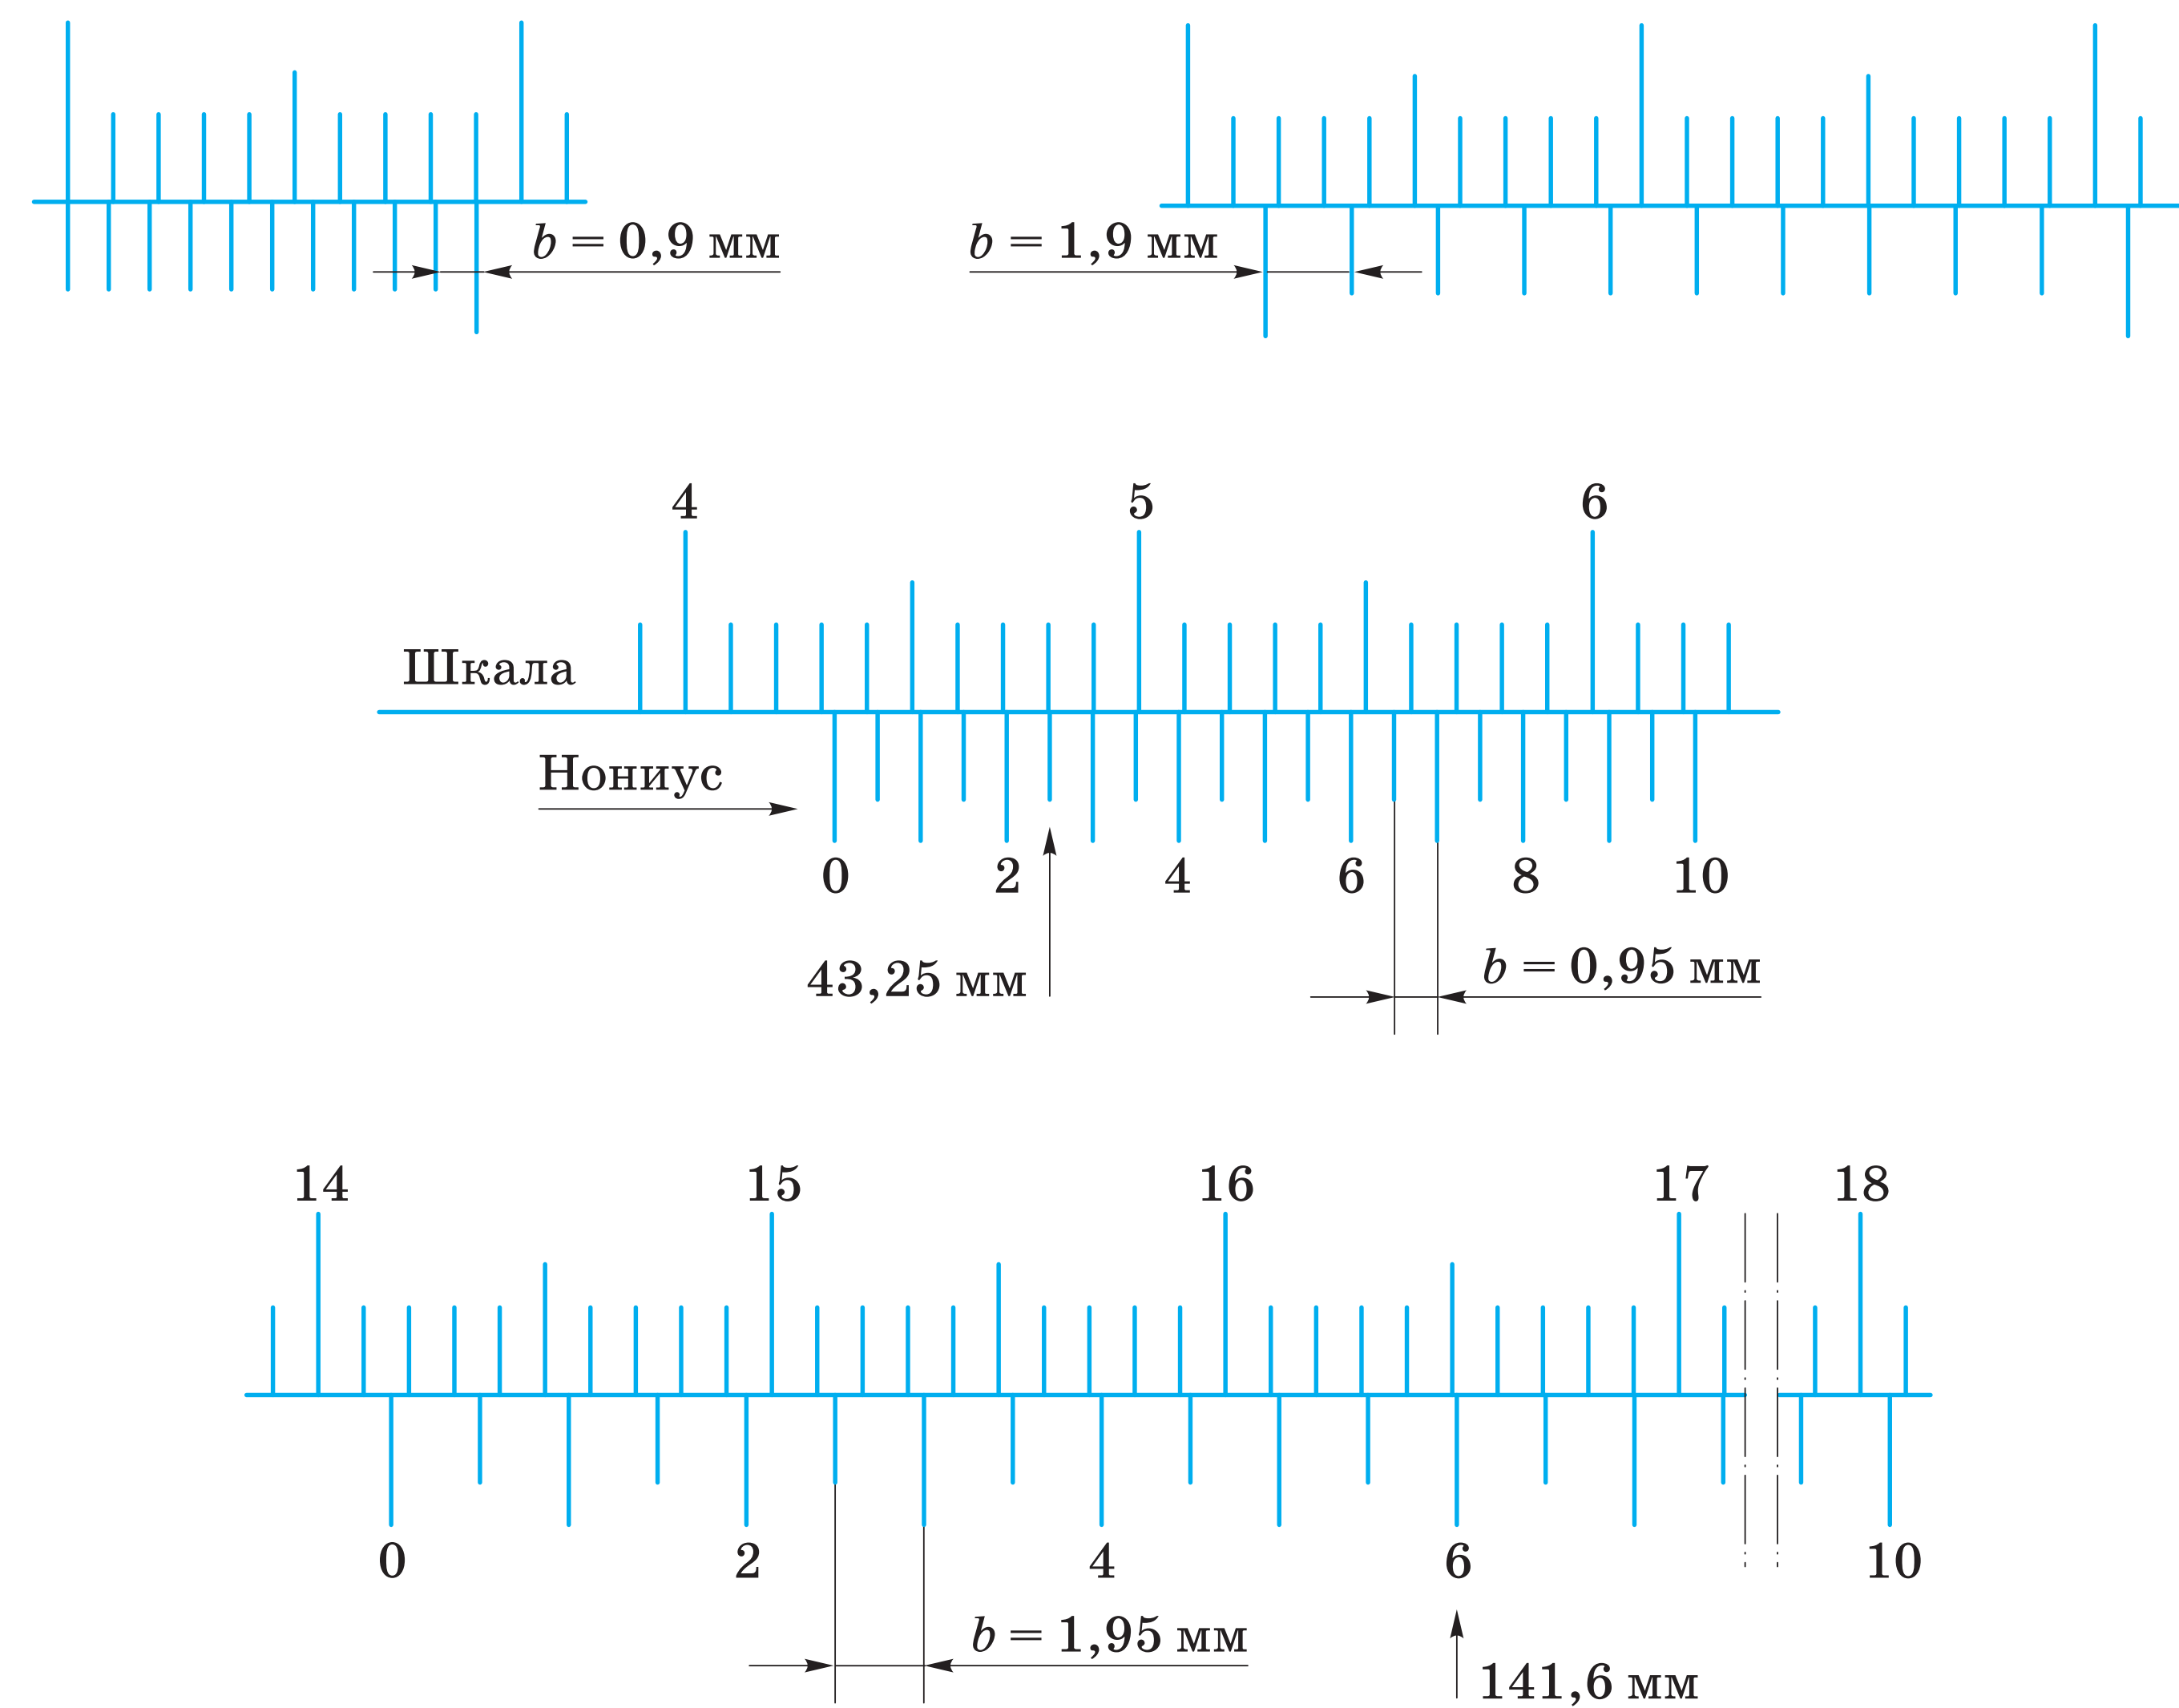 b = 0,9 мм
b = 1,9 мм
4 5 6
Шкала
Нониус
0 2 4 6 8 10
43,25 мм
b = 0,95 мм
14 15 16 17 18
0 2 4 6 10
b = 1,95 мм
141,6 мм